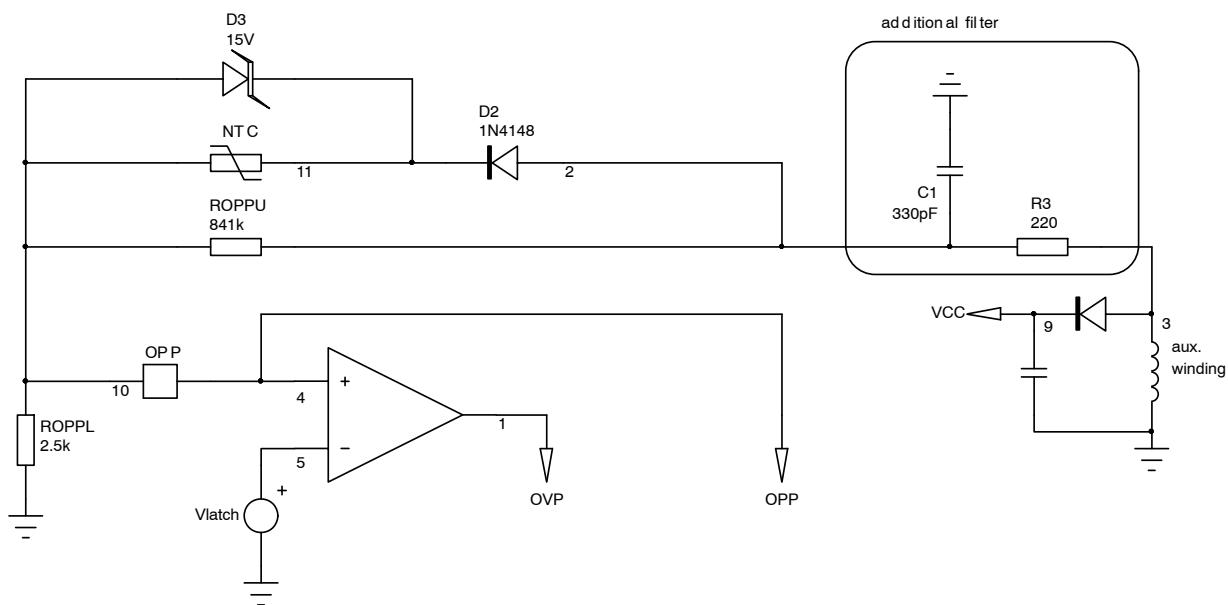 additional filter
D3
15V
D2
1N4148
NTC
11
2
C1
330pF
R3
220
ROPPU
841k
VCC
9
3
aux.
winding
OPP
10
4
+
1
ROPPL
2.5k
5
−
+
Vlatch
OVP
OPP